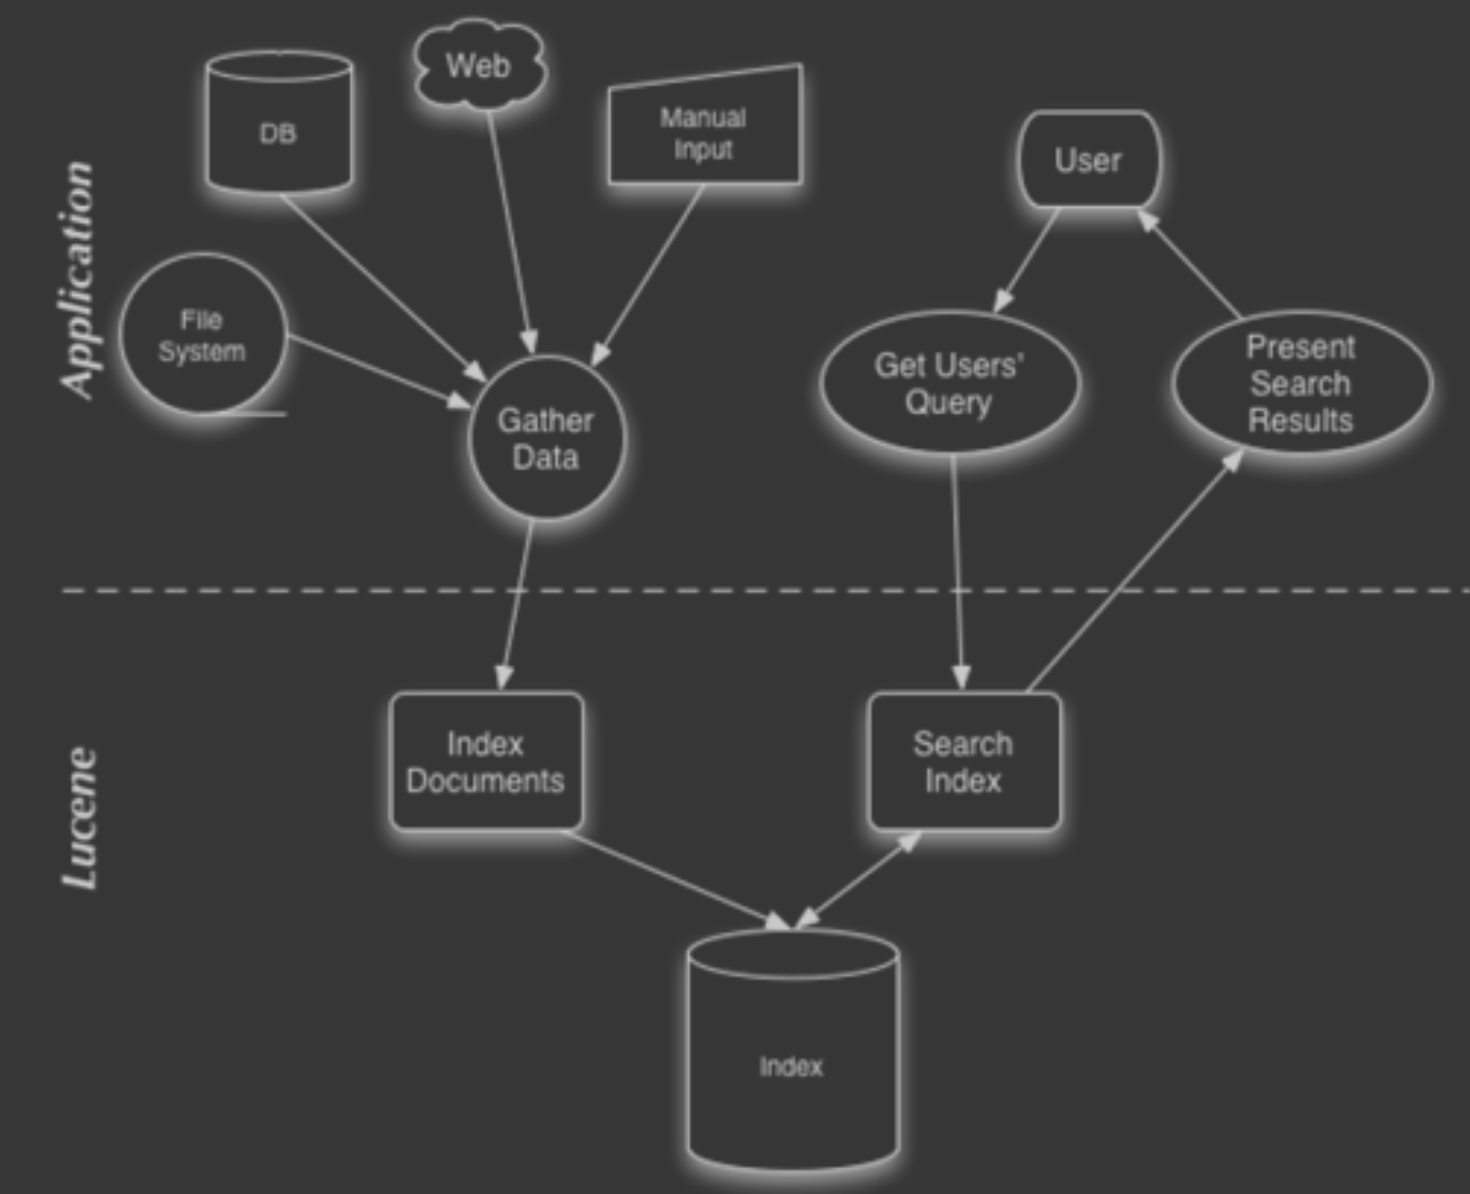 Web
DB
Manual
Input
User
Application
File
System
Get Users'
Query
Present
Search
Results
Gather
Data
Lucene
Index
Documents
Search
Index
Index